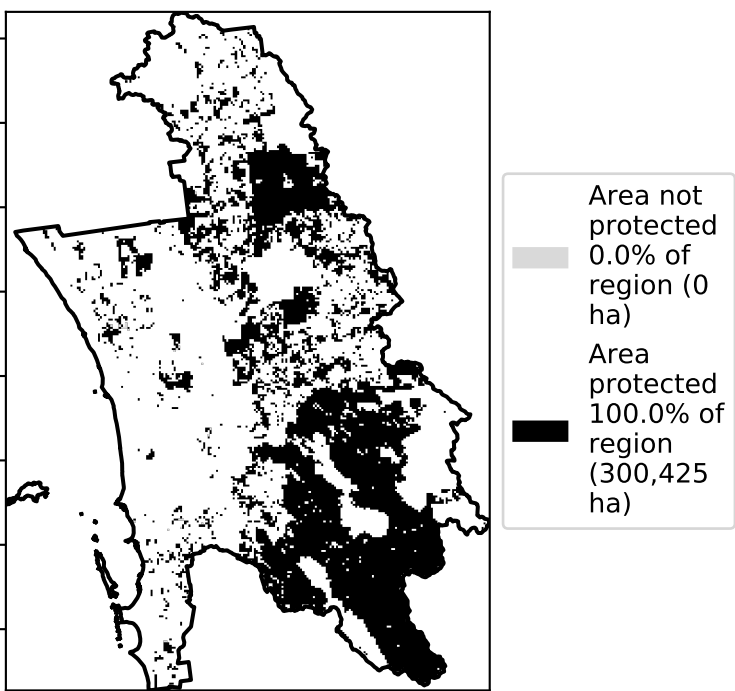 Area not
protected
0.0% of
region (0
ha)
Area
protected
100.0% of
region
(300,425
ha)